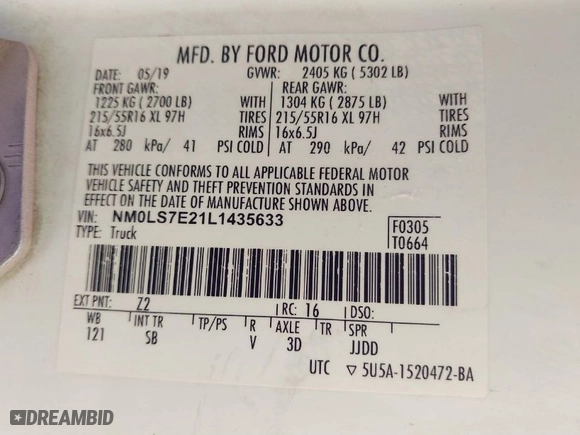 MFD. BY FORD MOTOR CO.
DATE: 05/19 GVWR: 2405 KG ( 5302 LB)
FRONT GAWR: REAR GAWR:
1225 KG ( 2700 LB) WITH 1304 KG ( 2875 LB) WITH
215/55R16 XL 97H TIRES 215/55R16 XL 97H TIRES
16x6.5J RIMS 16x6.5J RIMS
AT 280 kPa/ 41 PSI COLD AT 290 kPa/ 42 PSI COLD
THIS VEHICLE CONFORMS TO ALL APPLICABLE FEDERAL MOTOR
VEHICLE SAFETY AND THEFT PREVENTION STANDARDS IN
EFFECT ON THE DATE OF MANUFACTURE SHOWN ABOVE.
VIN: NM0LS7E21L1435633 F0305
TYPE: Truck T0664
EXT PNT: Z2 RC: 16 DSO:
WB INT TR TP/PS R AXLE TR SPR
121 SB V 3D JJDD
UTC ▽ 5U5A-1520472-BA
DREAMBID